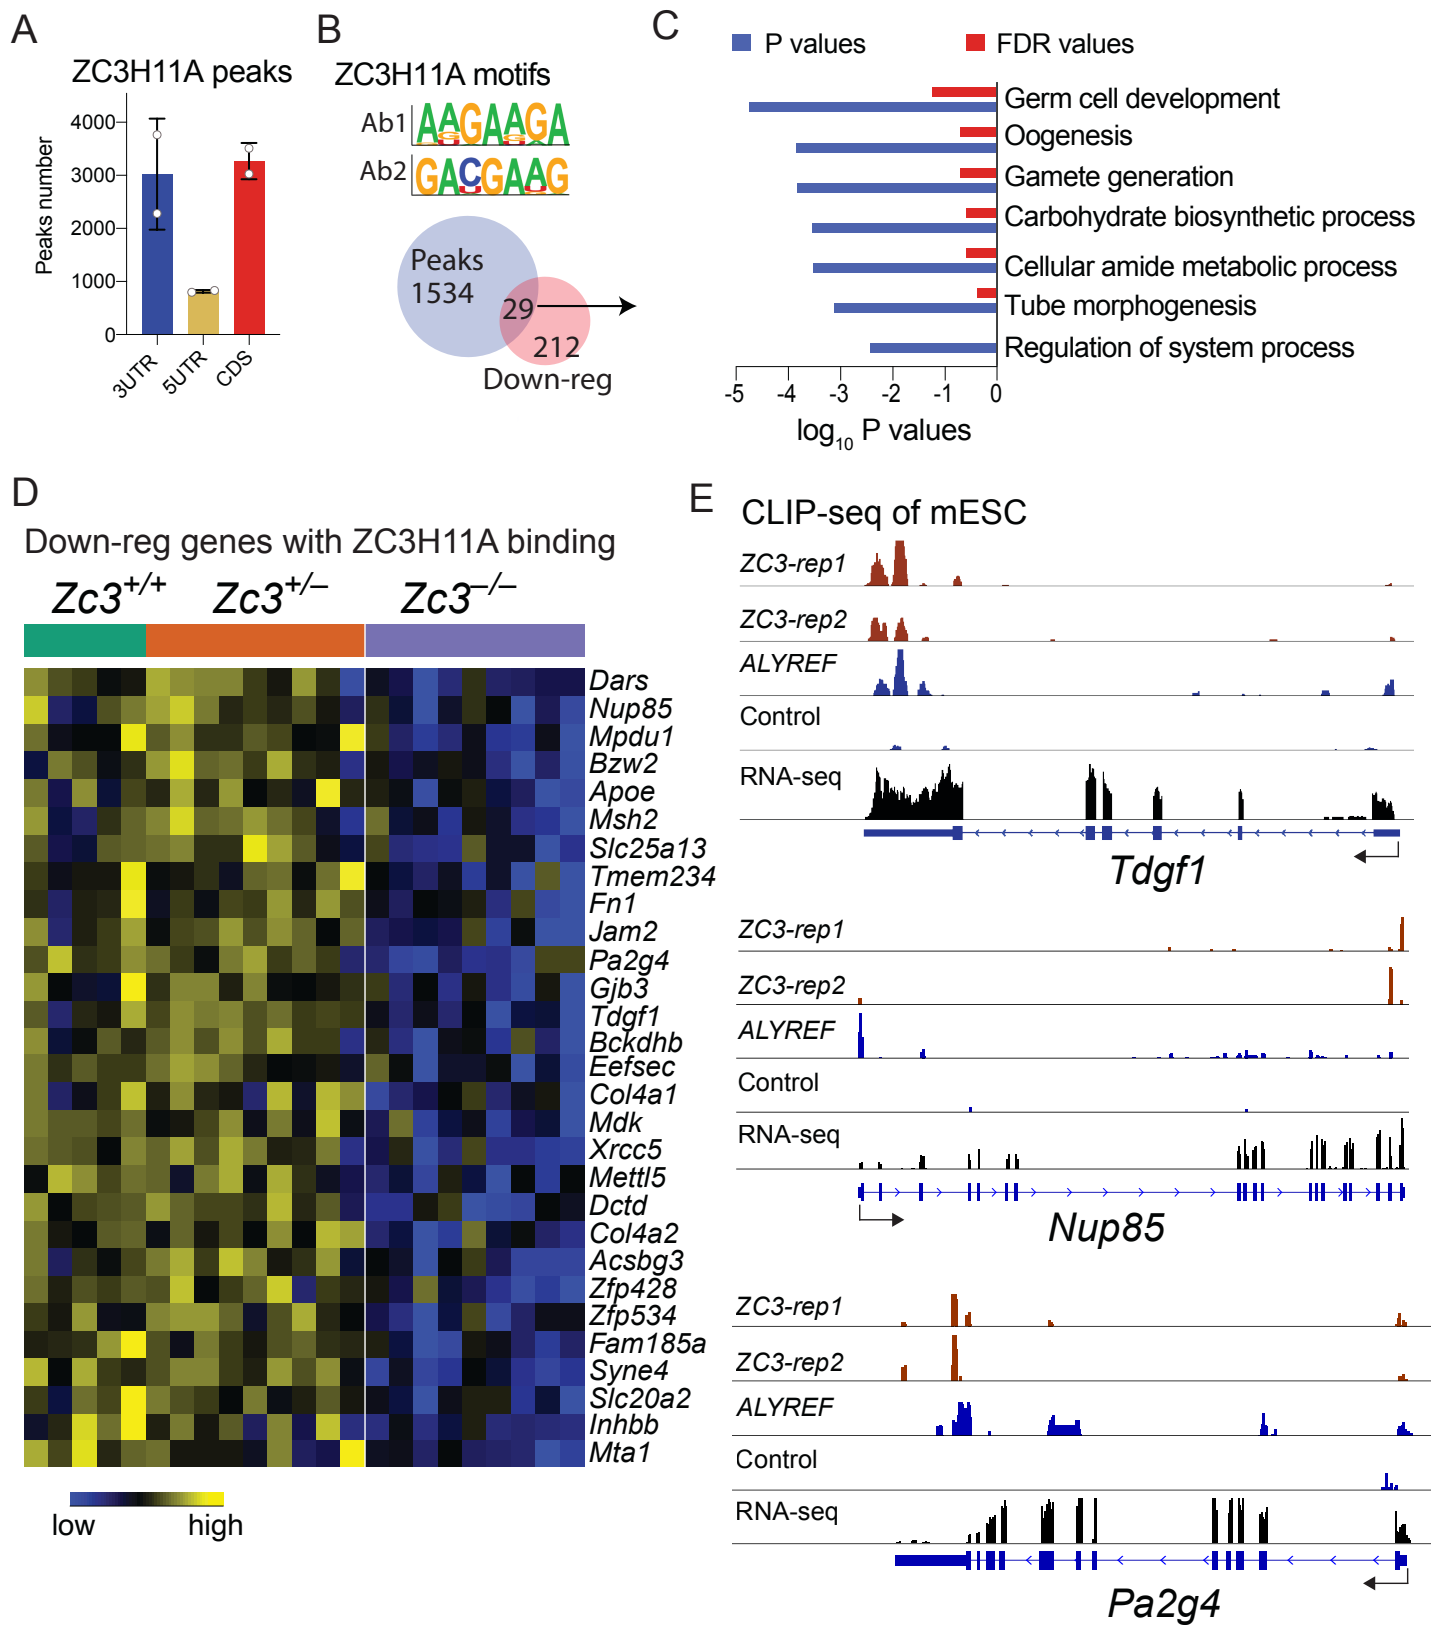 A
ZC3H11A peaks
Peaks number
4000
3000
2000
1000
0
3UTR
5UTR
CDS
B
ZC3H11A motifs
Ab1
AAGAAGA
Ab2
GACGAAG
Peaks
1534
29
212
Down-reg
C
P values
FDR values
Germ cell development
Oogenesis
Gamete generation
Carbohydrate biosynthetic process
Cellular amide metabolic process
Tube morphogenesis
Regulation of system process
-5 -4 -3 -2 -1 0
log10 P values
D
Down-reg genes with ZC3H11A binding
Zc3+/+ Zc3+/– Zc3–/–
Dars
Nup85
Mpdu1
Bzw2
Apoe
Msh2
Slc25a13
Tmem234
Fn1
Jam2
Pa2g4
Gjb3
Tdgf1
Bckdhb
Eefsec
Col4a1
Mdk
Xrcc5
Mettl5
Dctd
Col4a2
Acsbg3
Zfp428
Zfp534
Fam185a
Syne4
Slc20a2
Inhbb
Mta1
low high
E
CLIP-seq of mESC
ZC3-rep1
ZC3-rep2
ALYREF
Control
RNA-seq
Tdgf1
ZC3-rep1
ZC3-rep2
ALYREF
Control
RNA-seq
Nup85
ZC3-rep1
ZC3-rep2
ALYREF
Control
RNA-seq
Pa2g4